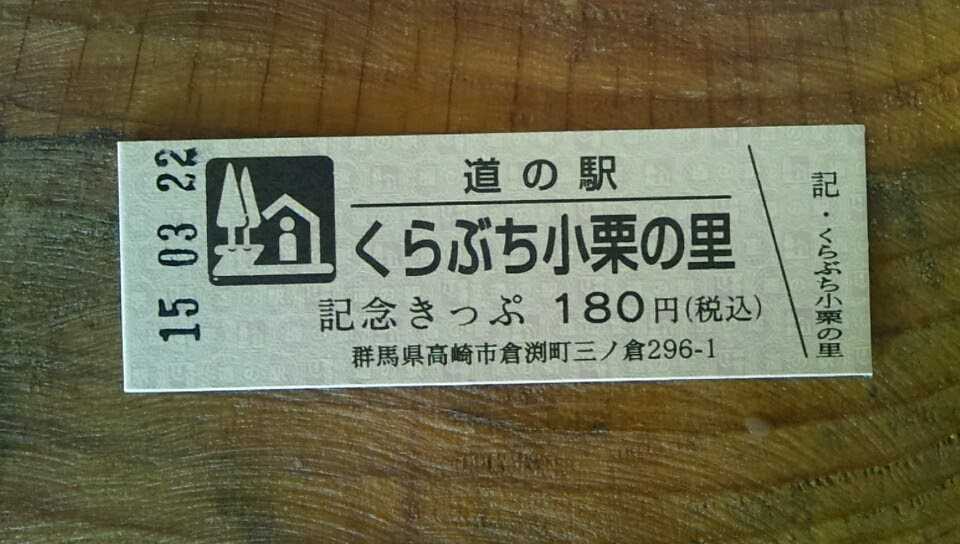 15 03 22
道の駅
くらぶち小栗の里
記念きっぷ 180円(税込)
群馬県高崎市倉渕町三ノ倉296-1
記・くらぶち小栗の里